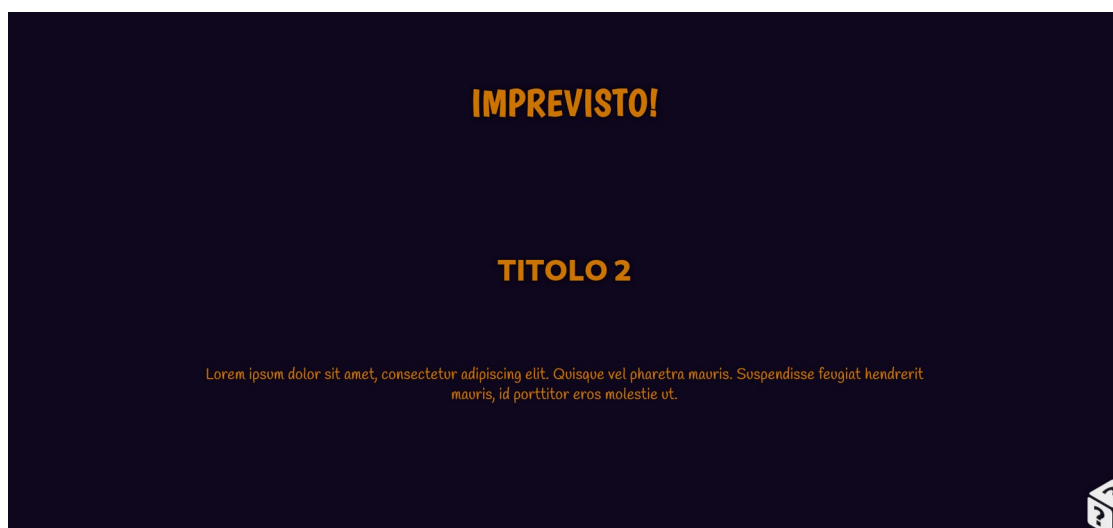 IMPREVISTO!
TITOLO 2
Lorem ipsum dolor sit amet, consectetur adipiscing elit. Quisque vel pharetra mauris. Suspendisse feugiat hendrerit
mauris, id porttitor eros molestie ut.